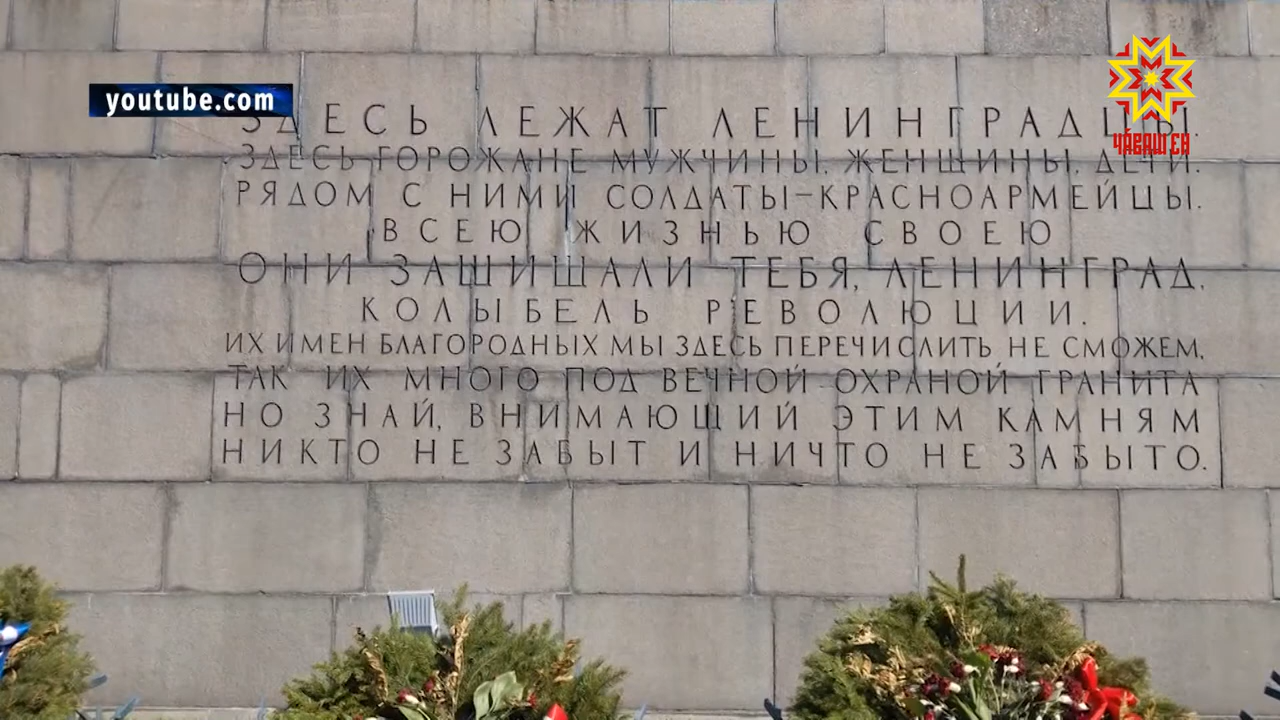 youtube.com
ЧӐВАШ ЕН
ЗДЕСЬ ЛЕЖАТ ЛЕНИНГРАДЦЫ.
ЗДЕСЬ ГОРОЖАНЕ МУЖЧИНЫ, ЖЕНЩИНЫ, ДЕТИ.
РЯДОМ С НИМИ СОЛДАТЫ-КРАСНОАРМЕЙЦЫ.
ВСЕЮ ЖИЗНЬЮ СВОЕЮ
ОНИ ЗАЩИЩАЛИ ТЕБЯ, ЛЕНИНГРАД,
КОЛЫБЕЛЬ РЕВОЛЮЦИИ.
ИХ ИМЕН БЛАГОРОДНЫХ МЫ ЗДЕСЬ ПЕРЕЧИСЛИТЬ НЕ СМОЖЕМ,
ТАК ИХ МНОГО ПОД ВЕЧНОЙ ОХРАНОЙ ГРАНИТА
НО ЗНАЙ, ВНИМАЮЩИЙ ЭТИМ КАМНЯМ
НИКТО НЕ ЗАБЫТ И НИЧТО НЕ ЗАБЫТО.